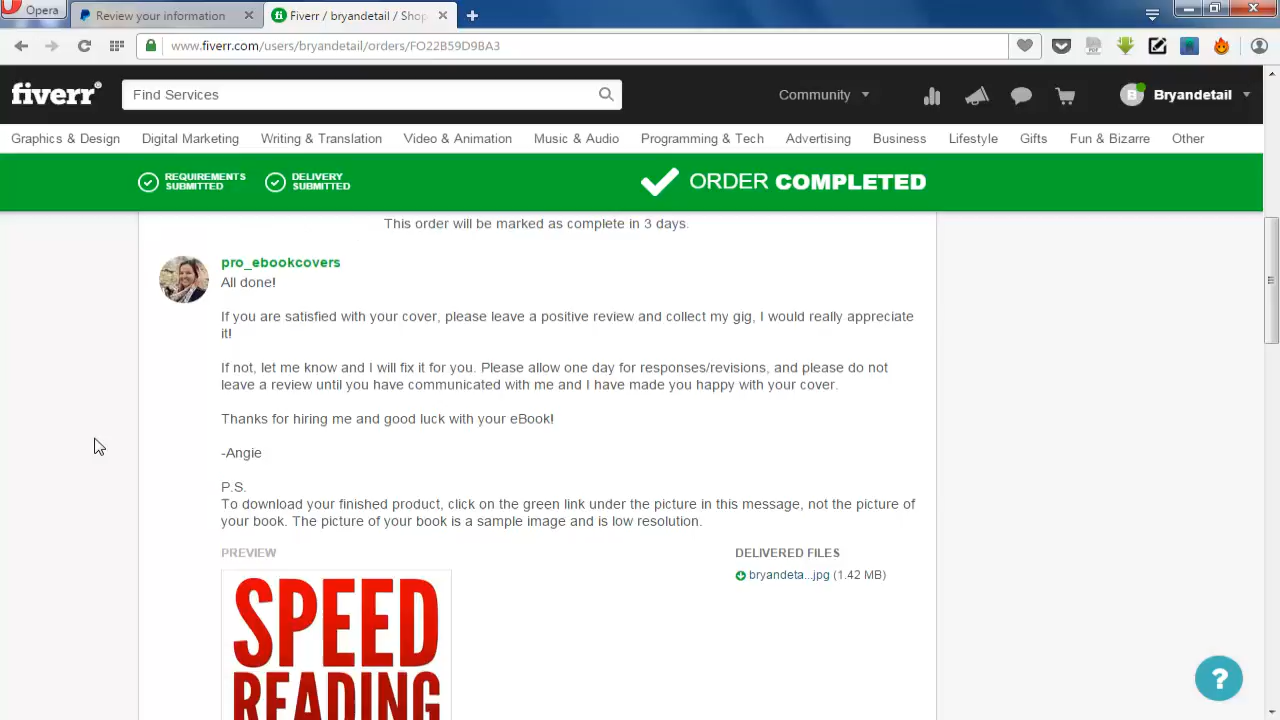 Opera
Review your information
Fiverr / bryandetail / Shop
www.fiverr.com/users/bryandetail/orders/FO22B59D9BA3
fiverr
Find Services
Community
B
Bryandetail
Graphics & Design
Digital Marketing
Writing & Translation
Video & Animation
Music & Audio
Programming & Tech
Advertising
Business
Lifestyle
Gifts
Fun & Bizarre
Other
REQUIREMENTS
SUBMITTED
DELIVERY
SUBMITTED
ORDER COMPLETED
This order will be marked as complete in 3 days.
pro_ebookcovers
All done!
If you are satisfied with your cover, please leave a positive review and collect my gig, I would really appreciate
it!
If not, let me know and I will fix it for you. Please allow one day for responses/revisions, and please do not
leave a review until you have communicated with me and I have made you happy with your cover.
Thanks for hiring me and good luck with your eBook!
-Angie
P.S.
To download your finished product, click on the green link under the picture in this message, not the picture of
your book. The picture of your book is a sample image and is low resolution.
PREVIEW
DELIVERED FILES
bryandeta...jpg (1.42 MB)
SPEED
READING
?